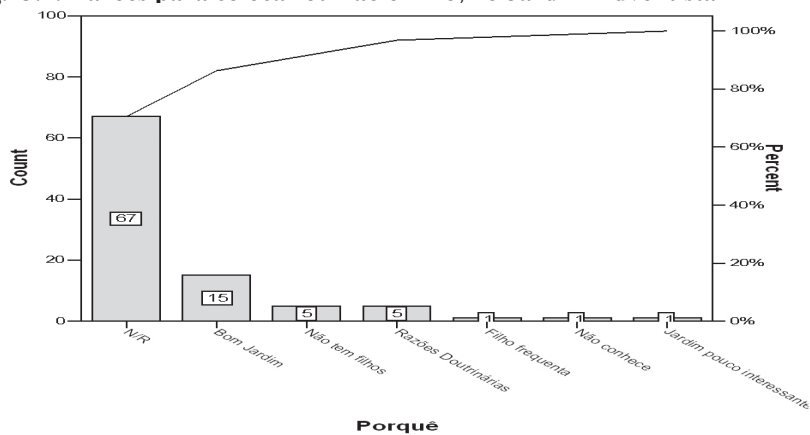 100
80
60
40
20
0
Count
100%
80%
60%
40%
20%
0%
Percent
67
15
5
5
1
1
1
N/R
Bom Jardim
Não tem filhos
Razões Doutrinárias
Filho frequenta
Não conhece
Jardim pouco interessante
Porquê